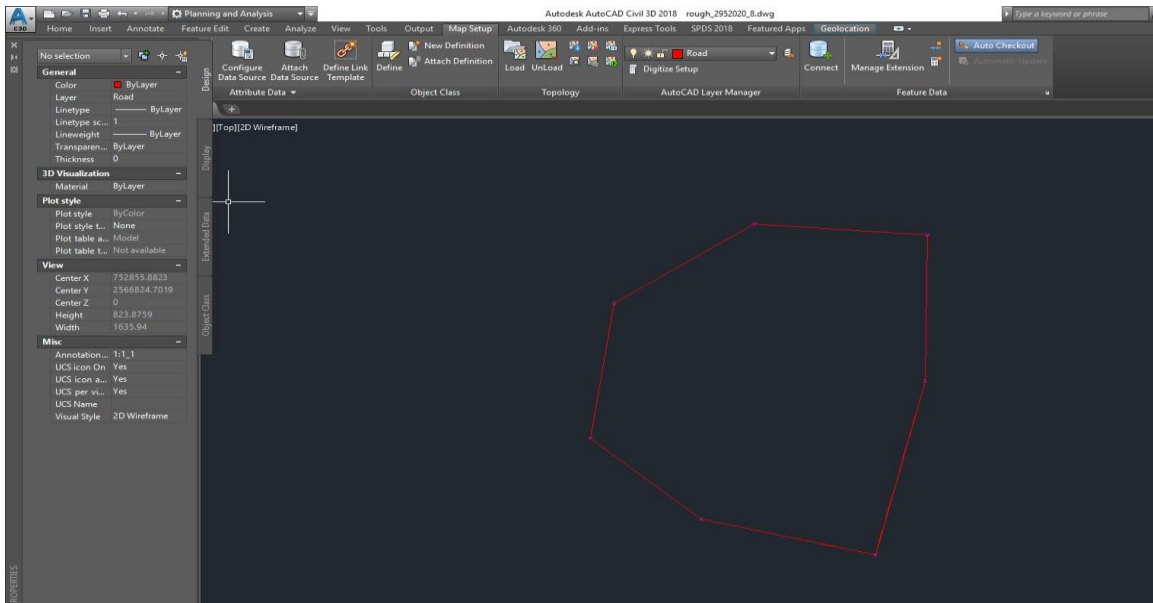 Planning and Analysis
Autodesk AutoCAD Civil 3D 2018 rough_2952020_8.dwg
Type a keyword or phrase
C3D
Home Insert Annotate Feature Edit Create Analyze View Tools Output Map Setup Autodesk 360 Add-ins Express Tools SPDS 2018 Featured Apps Geolocation
Configure Data Source
Attach Data Source
Define Link Template
Attribute Data
Define
New Definition
Attach Definition
Object Class
Load UnLoad
Topology
Road
Digitize Setup
AutoCAD Layer Manager
Connect
Manage Extension
Auto Checkout
Automatic Update
Feature Data
No selection
General
Color ByLayer
Layer Road
Linetype ByLayer
Linetype sc... 1
Lineweight ByLayer
Transparen... ByLayer
Thickness 0
3D Visualization
Material ByLayer
Plot style
Plot style ByColor
Plot style t... None
Plot table a... Model
Plot table t... Not available
View
Center X 752855.8823
Center Y 2566824.7019
Center Z 0
Height 823.8759
Width 1635.94
Misc
Annotation... 1:1_1
UCS icon On Yes
UCS icon a... Yes
UCS per vi... Yes
UCS Name
Visual Style 2D Wireframe
Design
Display
Extended Data
Object Class
PROPERTIES
][Top][2D Wireframe]